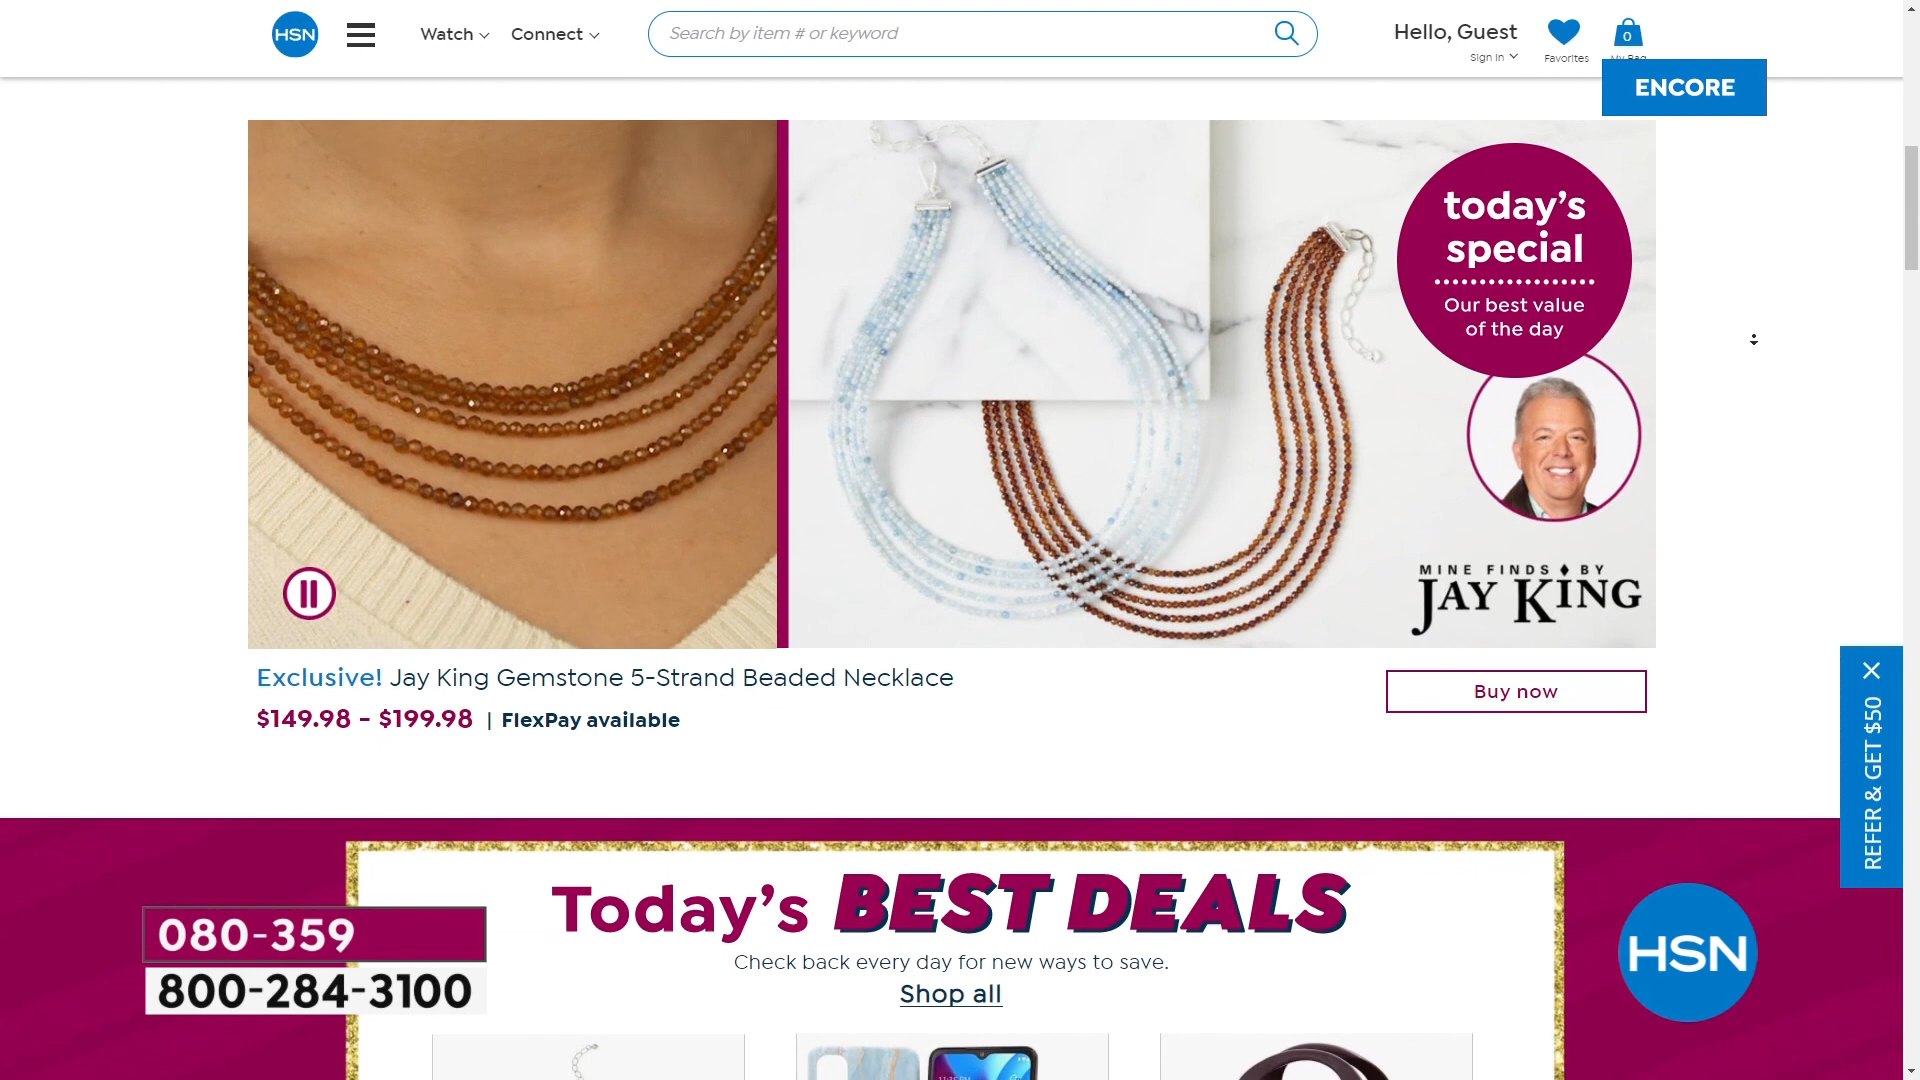 HSN
Watch
Connect
Search by item # or keyword
Hello, Guest
Sign In
Favorites
0
My Bag
ENCORE
today's
special
Our best value
of the day
MINE FINDS BY
JAY KING
Exclusive! Jay King Gemstone 5-Strand Beaded Necklace
$149.98 - $199.98 | FlexPay available
Buy now
REFER & GET $50
Today's BEST DEALS
Check back every day for new ways to save.
Shop all
080-359
800-284-3100
HSN